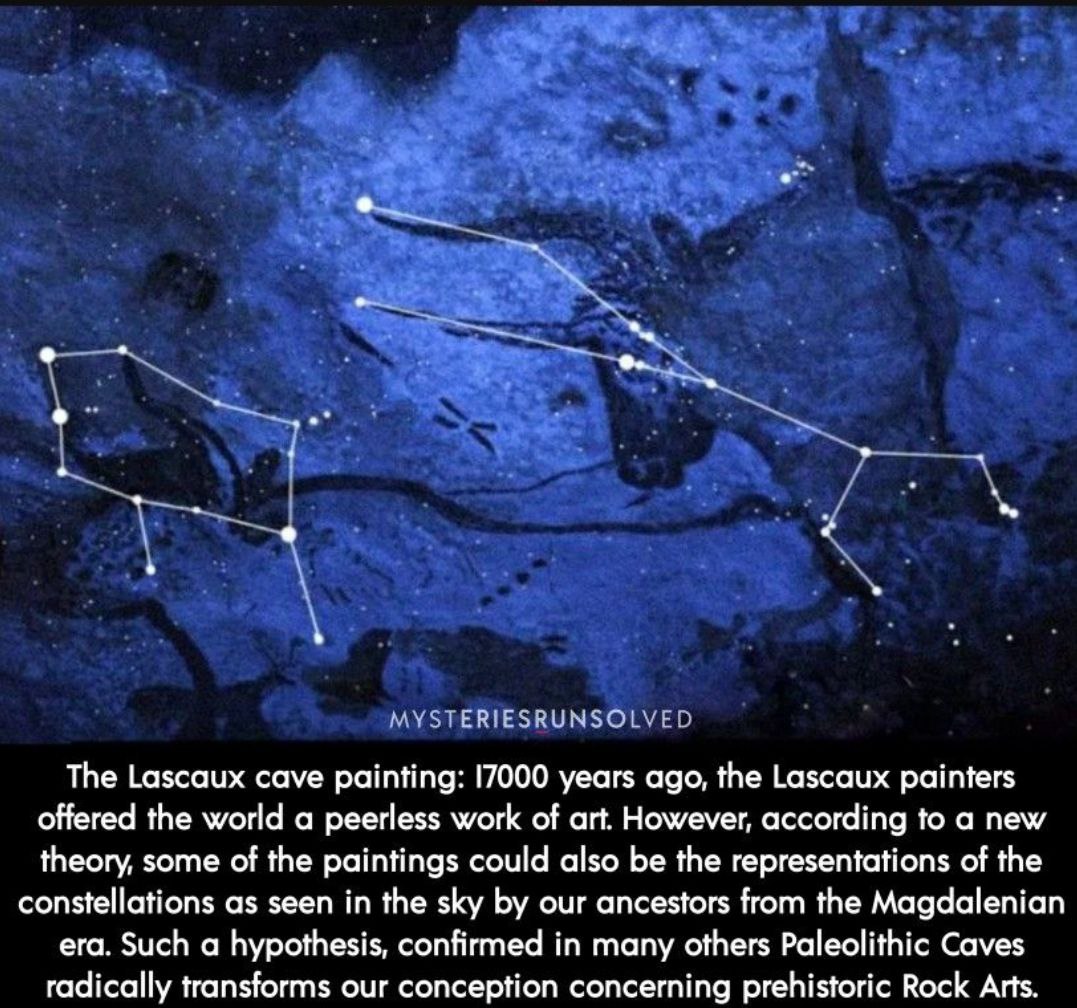 MYSTERIESRUNSOLVED
The Lascaux cave painting: 17000 years ago, the Lascaux painters
offered the world a peerless work of art. However, according to a new
theory, some of the paintings could also be the representations of the
constellations as seen in the sky by our ancestors from the Magdalenian
era. Such a hypothesis, confirmed in many others Paleolithic Caves
radically transforms our conception concerning prehistoric Rock Arts.